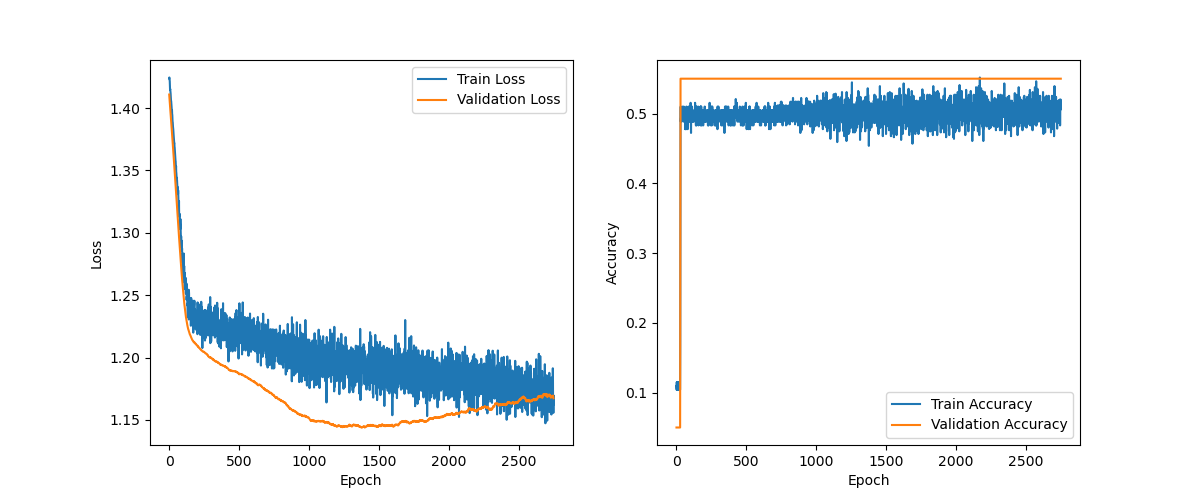 Train Loss
Validation Loss
1.40
1.35
1.30
1.25
1.20
1.15
0
500
1000
1500
2000
2500
Epoch
Loss
0.5
0.4
0.3
0.2
0.1
0
500
1000
1500
2000
2500
Epoch
Accuracy
Train Accuracy
Validation Accuracy